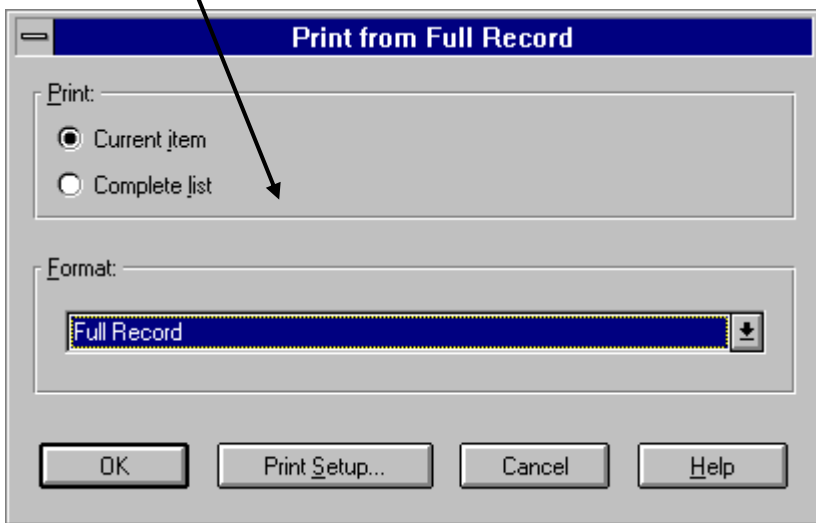 Print from Full Record
Print:
Current item
Complete list
Format:
Full Record
OK Print Setup... Cancel Help